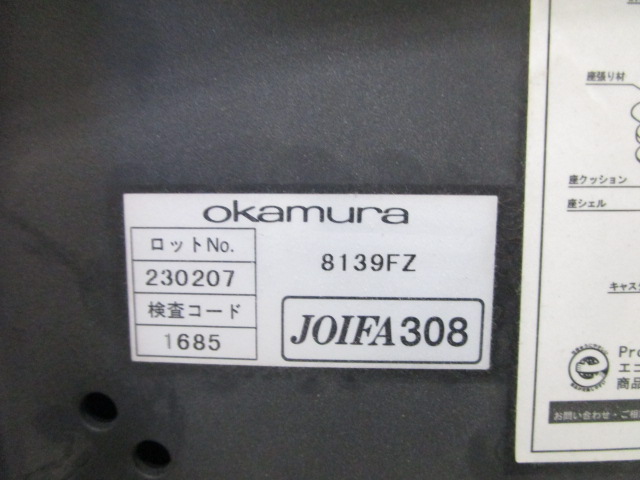 okamura
ロットNo.
230207
検査コード
1685
8139FZ
JOIFA308
座張り材
座クッション
座シェル
キャス
Pro
エコ
商品
お問い合わせ・ご相